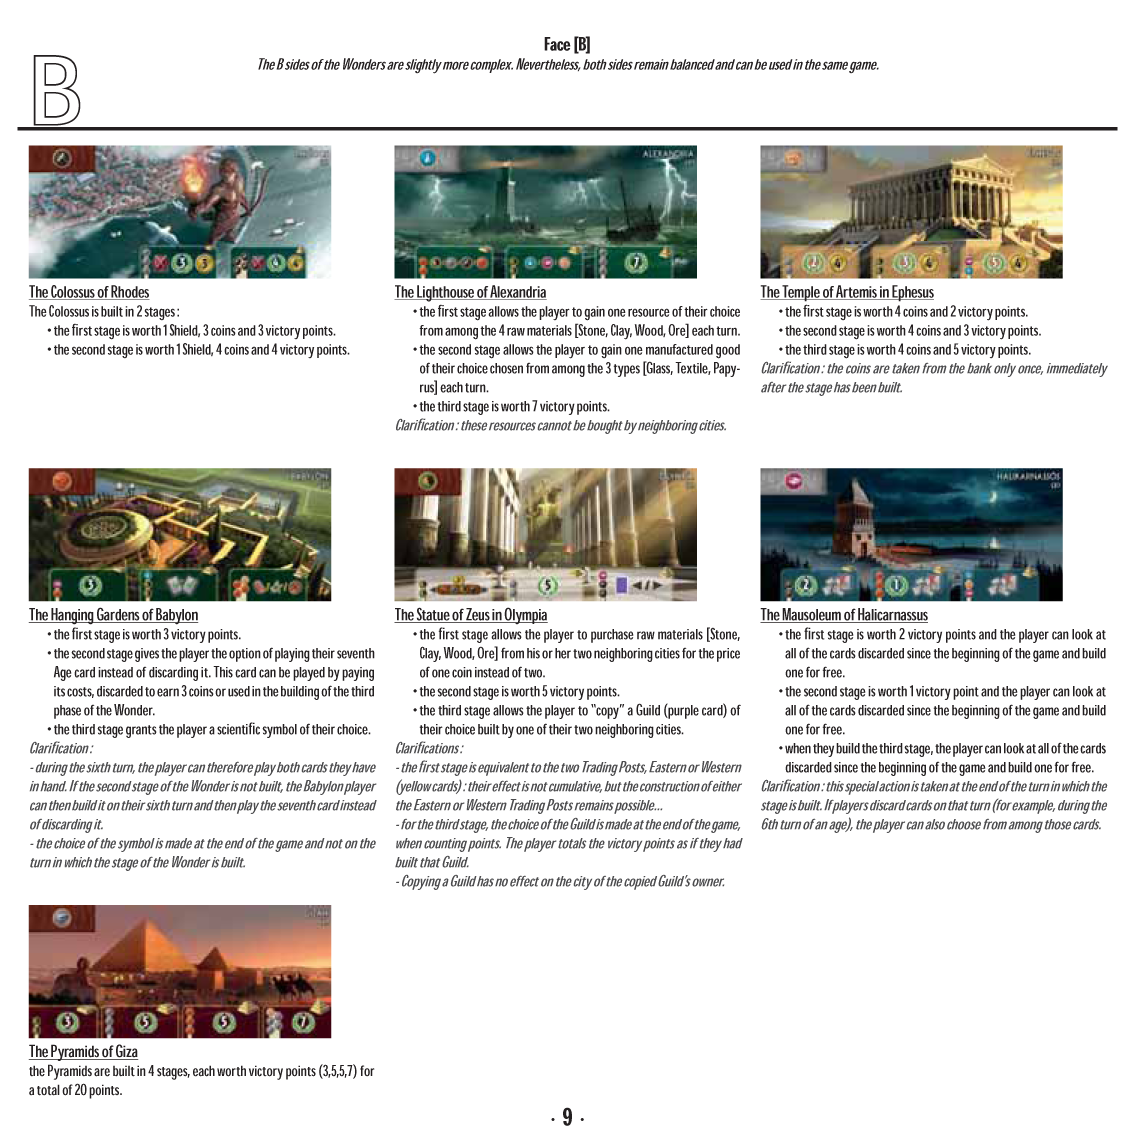 Face [B]
The B sides of the Wonders are slightly more complex. Nevertheless, both sides remain balanced and can be used in the same game.
B
3 3 4 4
The Colossus of Rhodes
The Colossus is built in 2 stages :
• the first stage is worth 1 Shield, 3 coins and 3 victory points.
• the second stage is worth 1 Shield, 4 coins and 4 victory points.
ALEXANDRIA
7
The Lighthouse of Alexandria
• the first stage allows the player to gain one resource of their choice
from among the 4 raw materials [Stone, Clay, Wood, Ore] each turn.
• the second stage allows the player to gain one manufactured good
of their choice chosen from among the 3 types [Glass, Textile, Papy-
rus] each turn.
• the third stage is worth 7 victory points.
Clarification : these resources cannot be bought by neighboring cities.
2 4 3 4 5 4
The Temple of Artemis in Ephesus
• the first stage is worth 4 coins and 2 victory points.
• the second stage is worth 4 coins and 3 victory points.
• the third stage is worth 4 coins and 5 victory points.
Clarification : the coins are taken from the bank only once, immediately
after the stage has been built.
BABYLON
3
The Hanging Gardens of Babylon
• the first stage is worth 3 victory points.
• the second stage gives the player the option of playing their seventh
Age card instead of discarding it. This card can be played by paying
its costs, discarded to earn 3 coins or used in the building of the third
phase of the Wonder.
• the third stage grants the player a scientific symbol of their choice.
Clarification :
- during the sixth turn, the player can therefore play both cards they have
in hand. If the second stage of the Wonder is not built, the Babylon player
can then build it on their sixth turn and then play the seventh card instead
of discarding it.
- the choice of the symbol is made at the end of the game and not on the
turn in which the stage of the Wonder is built.
5
The Statue of Zeus in Olympia
• the first stage allows the player to purchase raw materials [Stone,
Clay, Wood, Ore] from his or her two neighboring cities for the price
of one coin instead of two.
• the second stage is worth 5 victory points.
• the third stage allows the player to “copy” a Guild (purple card) of
their choice built by one of their two neighboring cities.
Clarifications :
- the first stage is equivalent to the two Trading Posts, Eastern or Western
(yellow cards) : their effect is not cumulative, but the construction of either
the Eastern or Western Trading Posts remains possible...
- for the third stage, the choice of the Guild is made at the end of the game,
when counting points. The player totals the victory points as if they had
built that Guild.
- Copying a Guild has no effect on the city of the copied Guild's owner.
HALIKARNASSOS
2 1
The Mausoleum of Halicarnassus
• the first stage is worth 2 victory points and the player can look at
all of the cards discarded since the beginning of the game and build
one for free.
• the second stage is worth 1 victory point and the player can look at
all of the cards discarded since the beginning of the game and build
one for free.
• when they build the third stage, the player can look at all of the cards
discarded since the beginning of the game and build one for free.
Clarification : this special action is taken at the end of the turn in which the
stage is built. If players discard cards on that turn (for example, during the
6th turn of an age), the player can also choose from among those cards.
3 5 5 7
The Pyramids of Giza
the Pyramids are built in 4 stages, each worth victory points (3,5,5,7) for
a total of 20 points.
· 9 ·